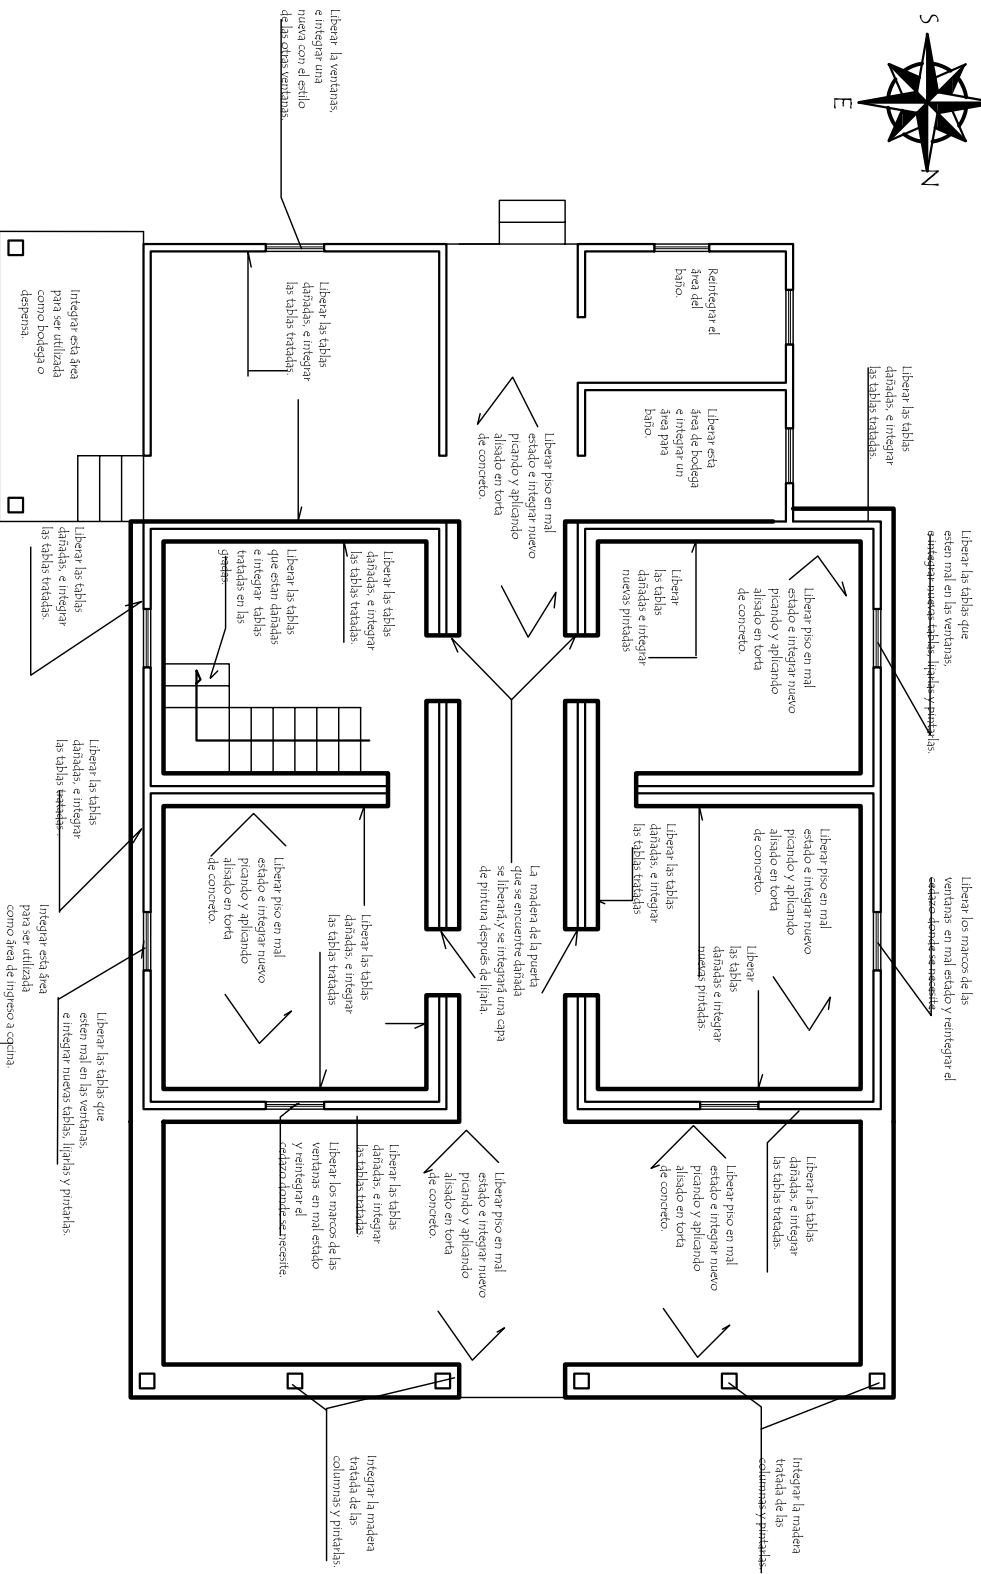 S
N
E
Liberar las tablas que
esten mal en las ventanas,
e integrar nuevas tablas, lijarlas y pintarlas.
Liberar los marcos de las
ventanas en mal estado y reintegrar el
cedazo donde se necesite.
Liberar las tablas
dañadas, e integrar
las tablas tratadas.
Liberar piso en mal
estado e integrar nuevo
picando y aplicando
alisado en torta
de concreto.
Liberar piso en mal
estado e integrar nuevo
picando y aplicando
alisado en torta
de concreto.
Liberar las tablas
dañadas, e integrar
las tablas tratadas.
Integrar la madera
tratada de las
columnas y pintarlas.
Reintegrar el
área del
baño.
Liberar esta
área de bodega
e integrar un
área para
baño.
Liberar
las tablas
dañadas e integrar
nuevas pintadas
Liberar
las tablas
dañadas e integrar
nuevas pintadas.
Liberar piso en mal
estado e integrar nuevo
picando y aplicando
alisado en torta
de concreto.
Liberar las tablas
dañadas, e integrar
las tablas tratadas
Liberar piso en mal
estado e integrar nuevo
picando y aplicando
alisado en torta
de concreto.
La madera de la puerta
que se encuentre dañada
se liberará,y se integrará una capa
de pintura después de lijarla.
Liberar piso en mal
estado e integrar nuevo
picando y aplicando
alisado en torta
de concreto.
Liberar la ventanas,
e integrar una
nueva con el estilo
de las otras ventanas.
Liberar las tablas
dañadas, e integrar
las tablas tratadas.
Liberar las tablas
dañadas, e integrar
las tablas tratadas.
Liberar las tablas
que estan dañadas
e integrar tablas
tratadas en las
gradas.
Liberar las tablas
dañadas, e integrar
las tablas tratadas
Liberar piso en mal
estado e integrar nuevo
picando y aplicando
alisado en torta
de concreto.
Liberar las tablas
dañadas, e integrar
las tablas tratadas.
Liberar los marcos de las
ventanas en mal estado
y reintegrar el
cedazo donde se necesite.
Integrar la madera
tratada de las
columnas y pintarlas.
Integrar esta área
para ser utilizada
como bodega o
despensa.
Liberar las tablas
dañadas, e integrar
las tablas tratadas.
Liberar las tablas
dañadas, e integrar
las tablas tratadas.
Liberar las tablas que
esten mal en las ventanas,
e integrar nuevas tablas, lijarlas y pintarlas.
Integrar esta área
para ser utilizada
como área de ingreso a cocina.